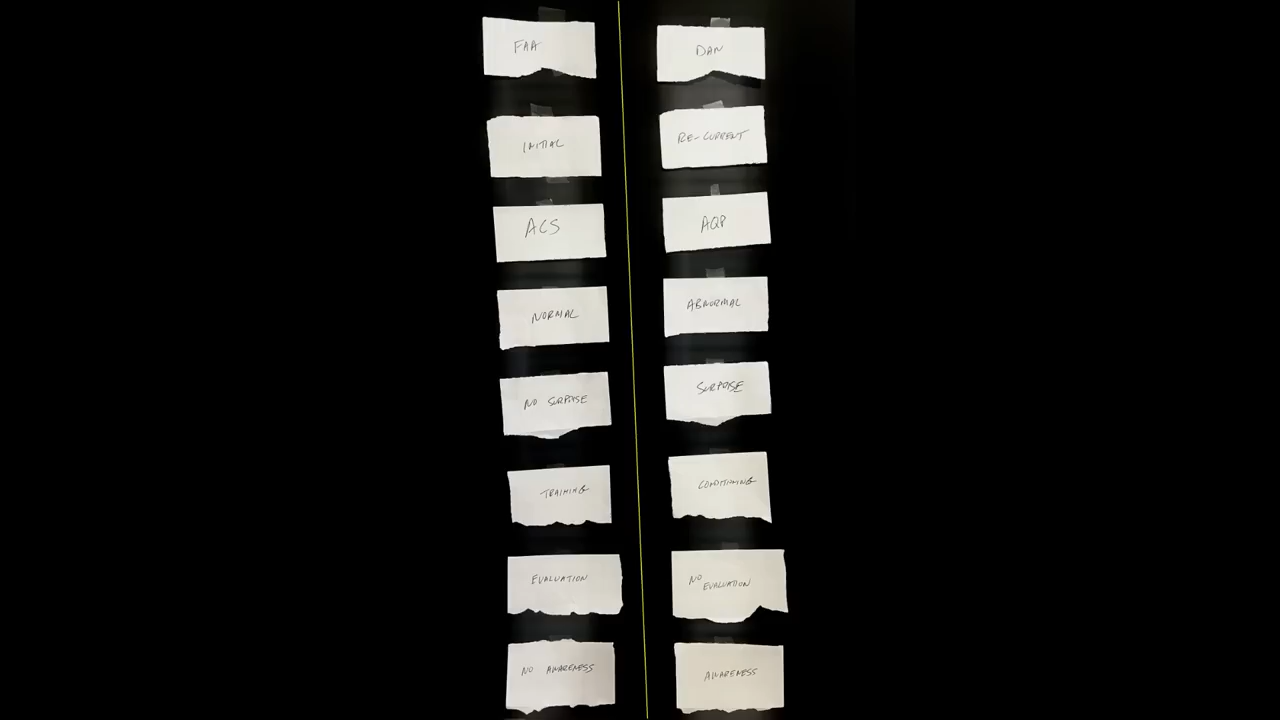 FAA
DAN
INITIAL
RE-CURRENT
ACS
AQP
NORMAL
ABNORMAL
NO SURPRISE
SURPRISE
TRAINING
CONDITIONING
EVALUATION
NO
EVALUATION
NO AWARENESS
AWARENESS